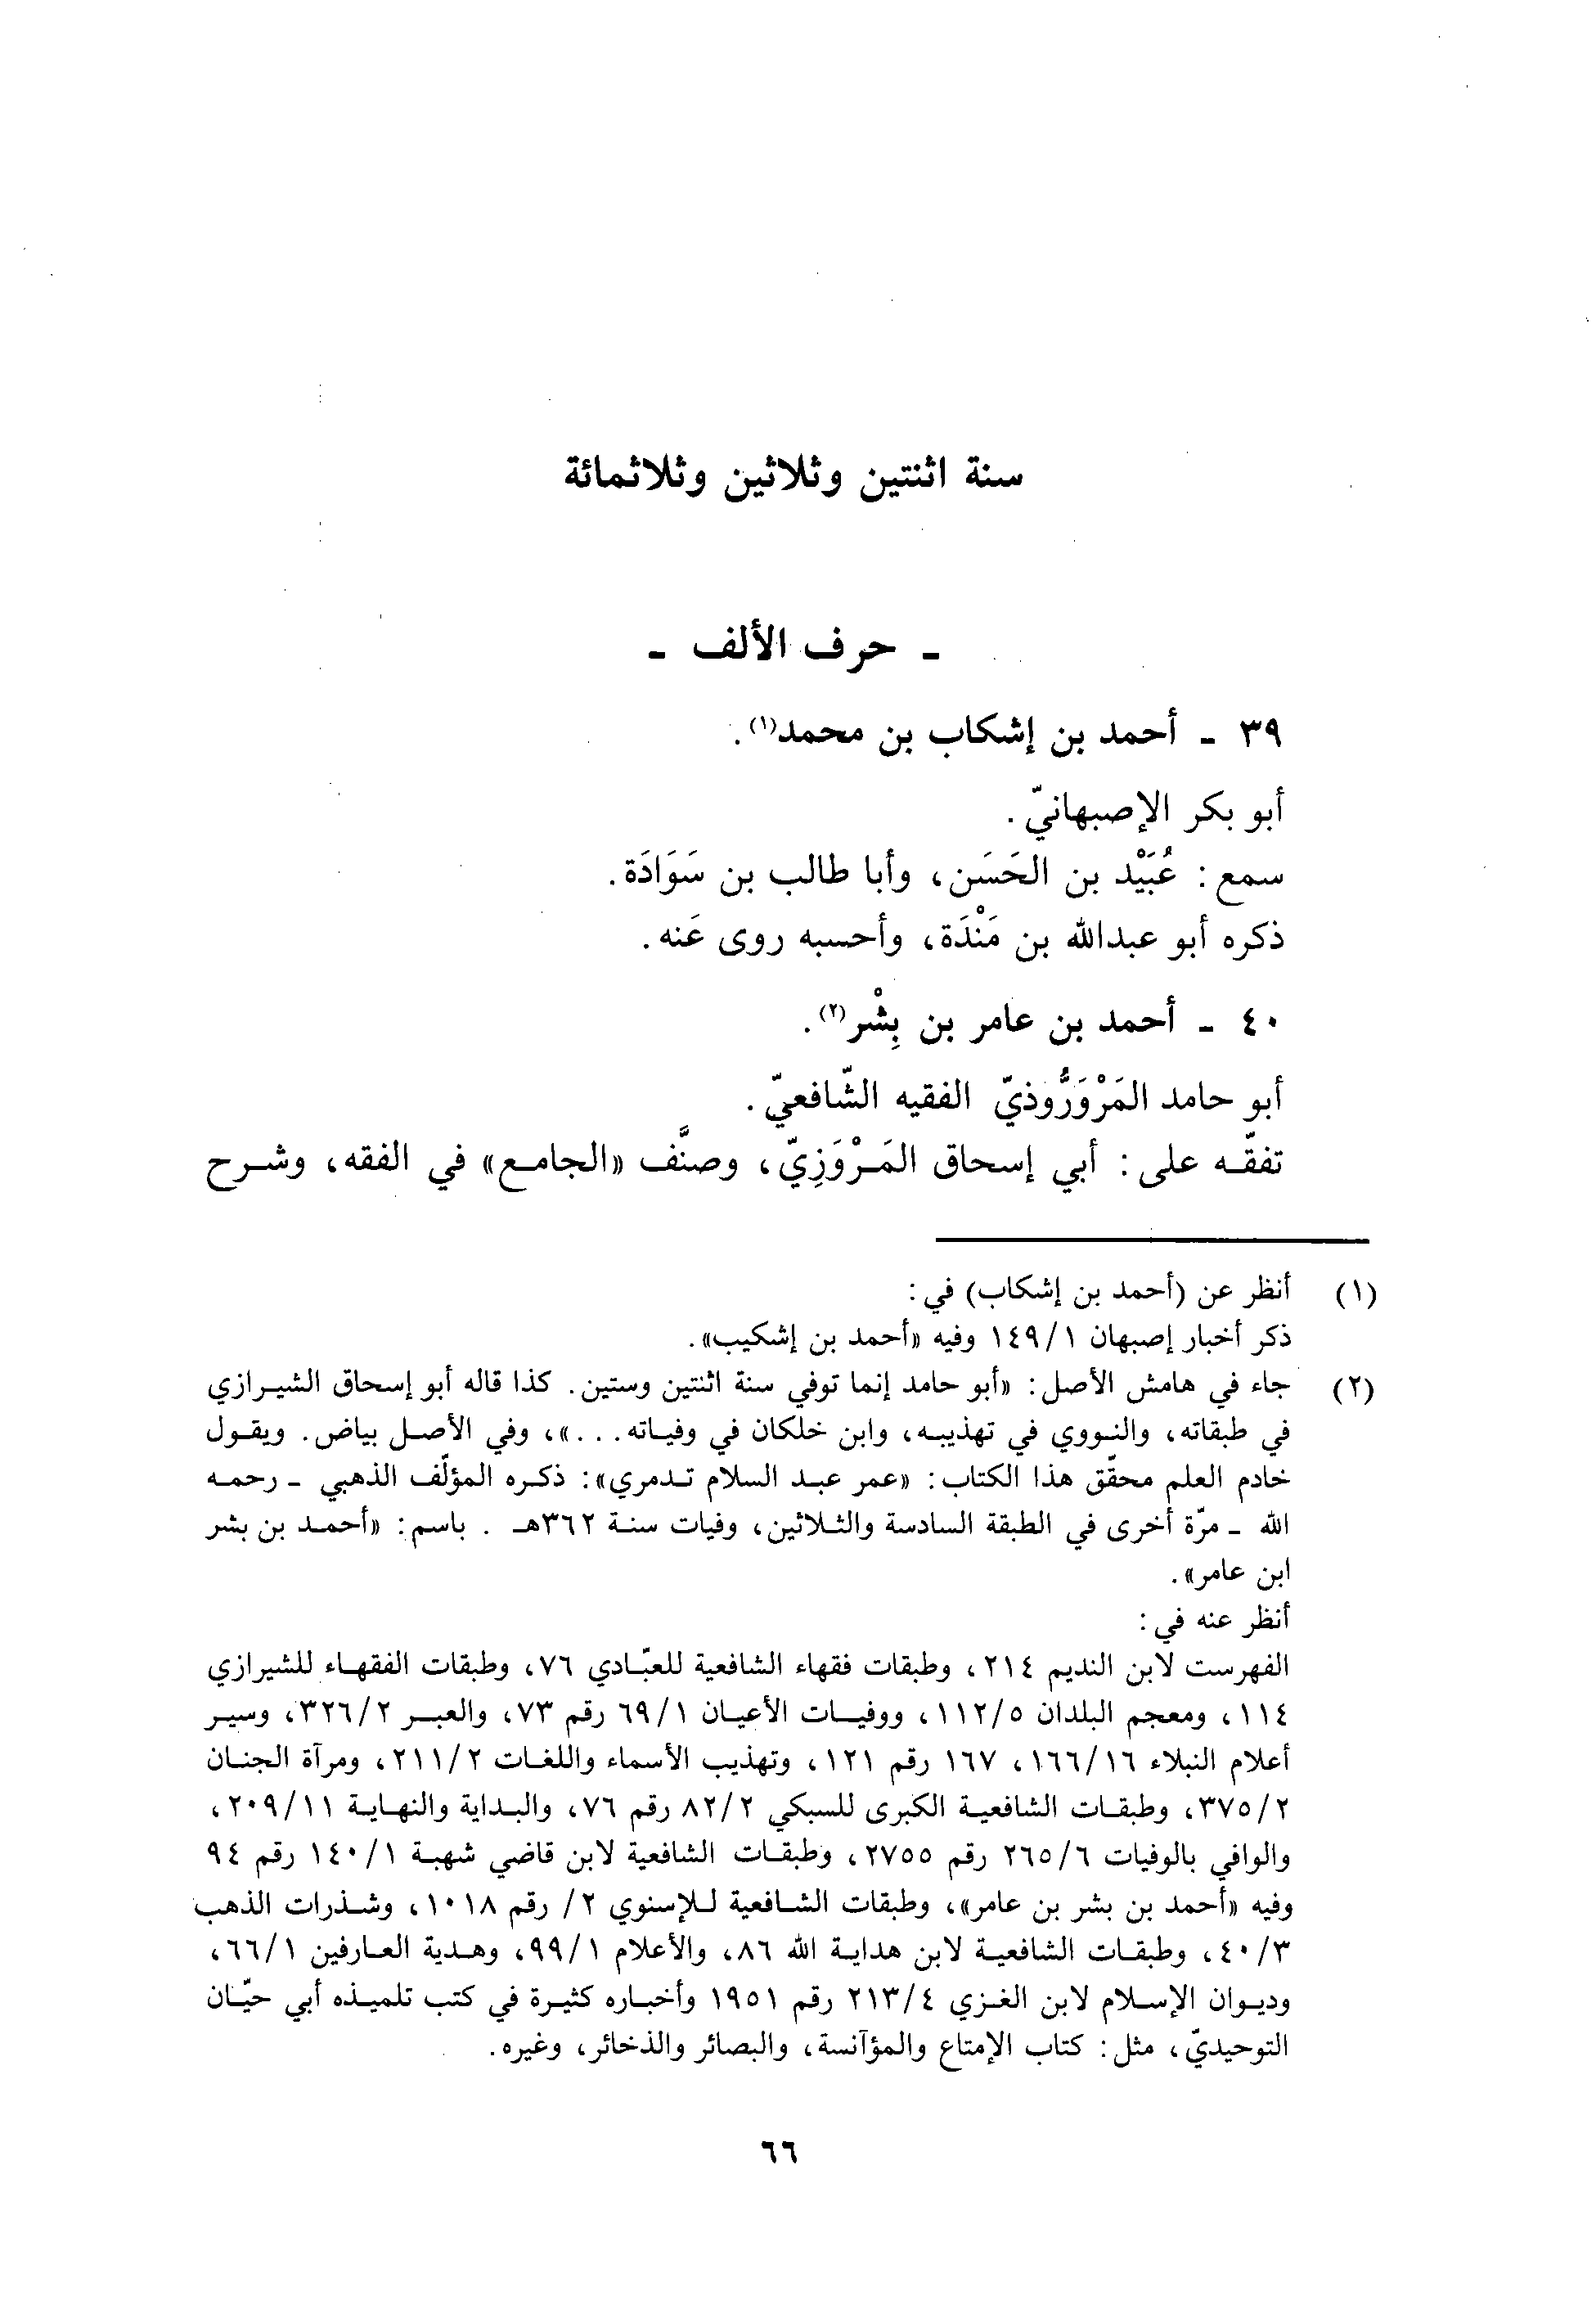 سنة اثنتين وثلاثين وثلاثمائة
- حرف الألف -
٣٩ - أحمد بن إشكاب بن محمد(١).
أبو بكر الإصبهانيّ.
سمع: عُبَيْد بن الحَسَن، وأبا طالب بن سَوَادَة.
ذكره أبو عبدالله بن مَنْدَة، وأحسبه روى عَنه.
٤٠ - أحمد بن عامر بن بِشْر(٢).
أبو حامد المَرْوَرُّوذيّ الفقيه الشّافعيّ.
تفقّه على: أبي إسحاق المَرْوَزِيّ، وصنَّف «الجامع» في الفقه، وشرح
(١) أنظر عن (أحمد بن إشكاب) في:
ذكر أخبار إصبهان ١/١٤٩ وفيه «أحمد بن إشكيب».
(٢) جاء في هامش الأصل: «أبو حامد إنما توفي سنة اثنتين وستين. كذا قاله أبو إسحاق الشيرازي
في طبقاته، والنووي في تهذيبه، وابن خلكان في وفياته...»، وفي الأصل بياض. ويقول
خادم العلم محقّق هذا الكتاب: «عمر عبد السلام تدمري»: ذكره المؤلّف الذهبي - رحمه
الله - مرّة أخرى في الطبقة السادسة والثلاثين، وفيات سنة ٣٦٢هـ. باسم: «أحمد بن بشر
ابن عامر».
أنظر عنه في:
الفهرست لابن النديم ٢١٤، وطبقات فقهاء الشافعية للعبّادي ٧٦، وطبقات الفقهاء للشيرازي
١١٤، ومعجم البلدان ٥/١١٢، ووفيات الأعيان ١/٦٩ رقم ٧٣، والعبر ٢/٣٢٦، وسير
أعلام النبلاء ١٦/١٦٦، ١٦٧ رقم ١٢١، وتهذيب الأسماء واللغات ٢/٢١١، ومرآة الجنان
٢/٣٧٥، وطبقات الشافعية الكبرى للسبكي ٢/٨٢ رقم ٧٦، والبداية والنهاية ١١/٢٠٩،
والوافي بالوفيات ٦/٢٦٥ رقم ٢٧٥٥، وطبقات الشافعية لابن قاضي شهبة ١/١٤٠ رقم ٩٤
وفيه «أحمد بن بشر بن عامر»، وطبقات الشافعية للإسنوي ٢/ رقم ١٠١٨، وشذرات الذهب
٣/٤٠، وطبقات الشافعية لابن هداية الله ٨٦، والأعلام ١/٩٩، وهدية العارفين ١/٦٦،
وديوان الإسلام لابن الغزي ٤/٢١٣ رقم ١٩٥١ وأخباره كثيرة في كتب تلميذه أبي حيّان
التوحيديّ، مثل: كتاب الإمتاع والمؤآنسة، والبصائر والذخائر، وغيره.
٦٦